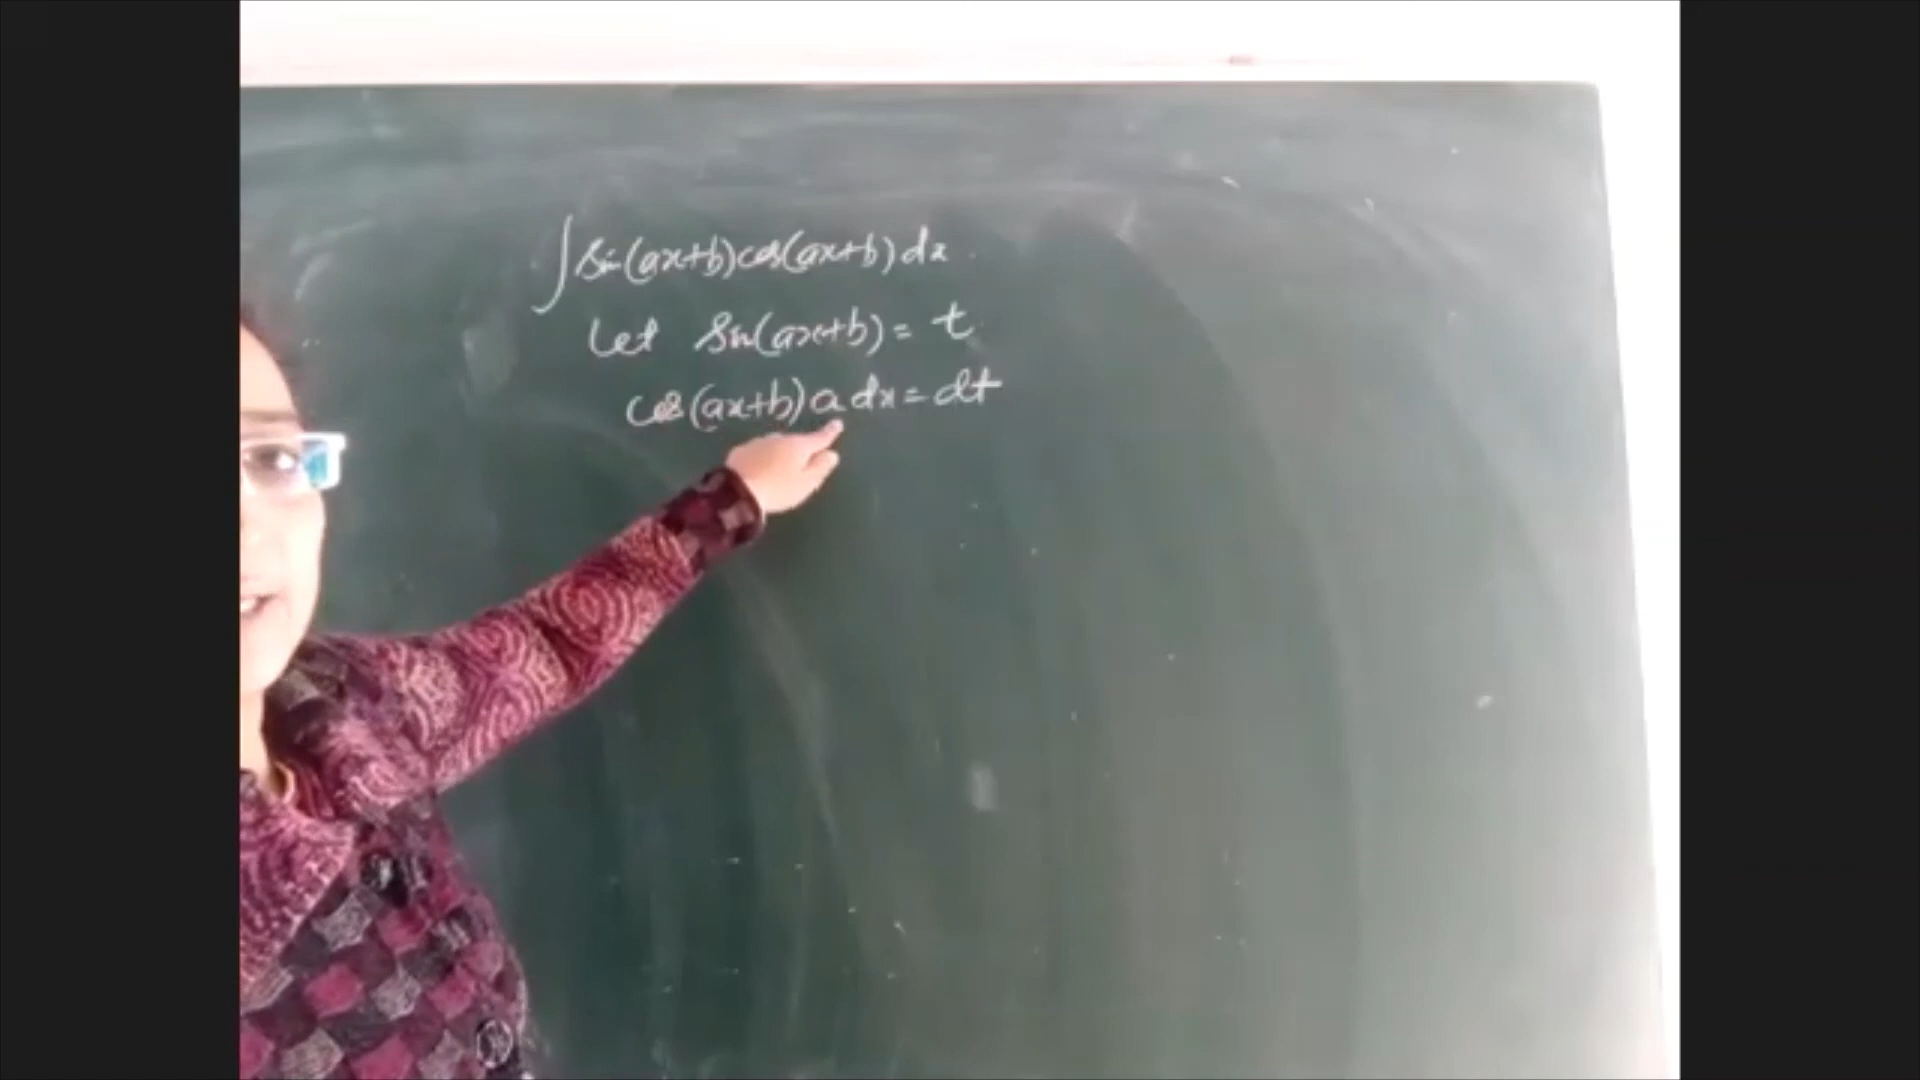 ∫sin(ax+b)cos(ax+b)dx.
Let Sin(ax+b)= t
cos(ax+b)a dx=dt